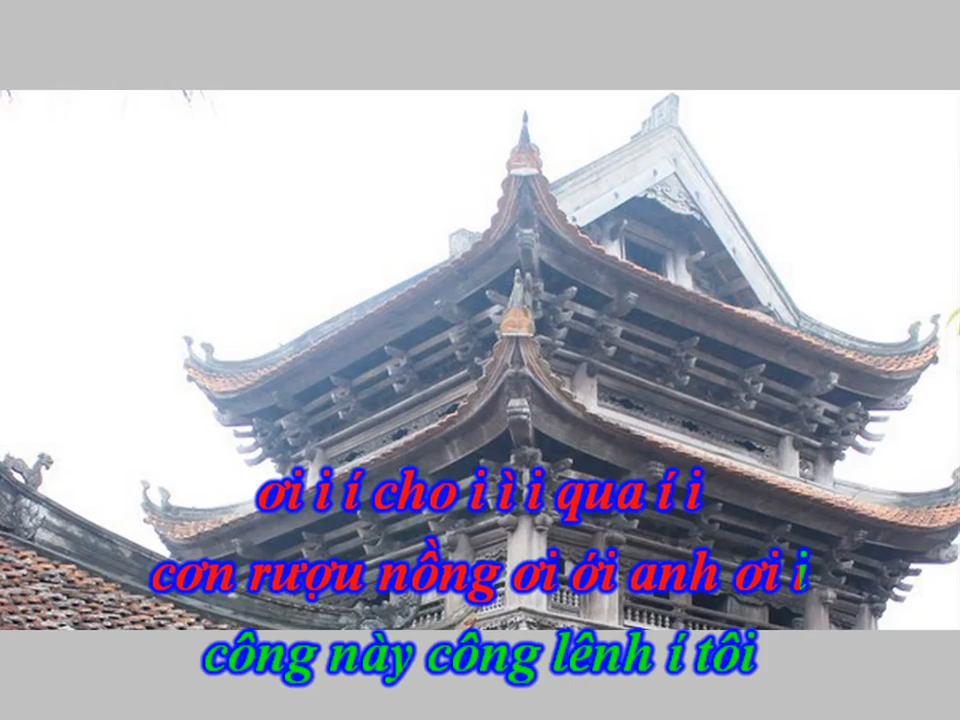 ơi i í cho i ì i qua í i
cơn rượu nồng ơi ới anh ơi i
công này công lênh í tôi